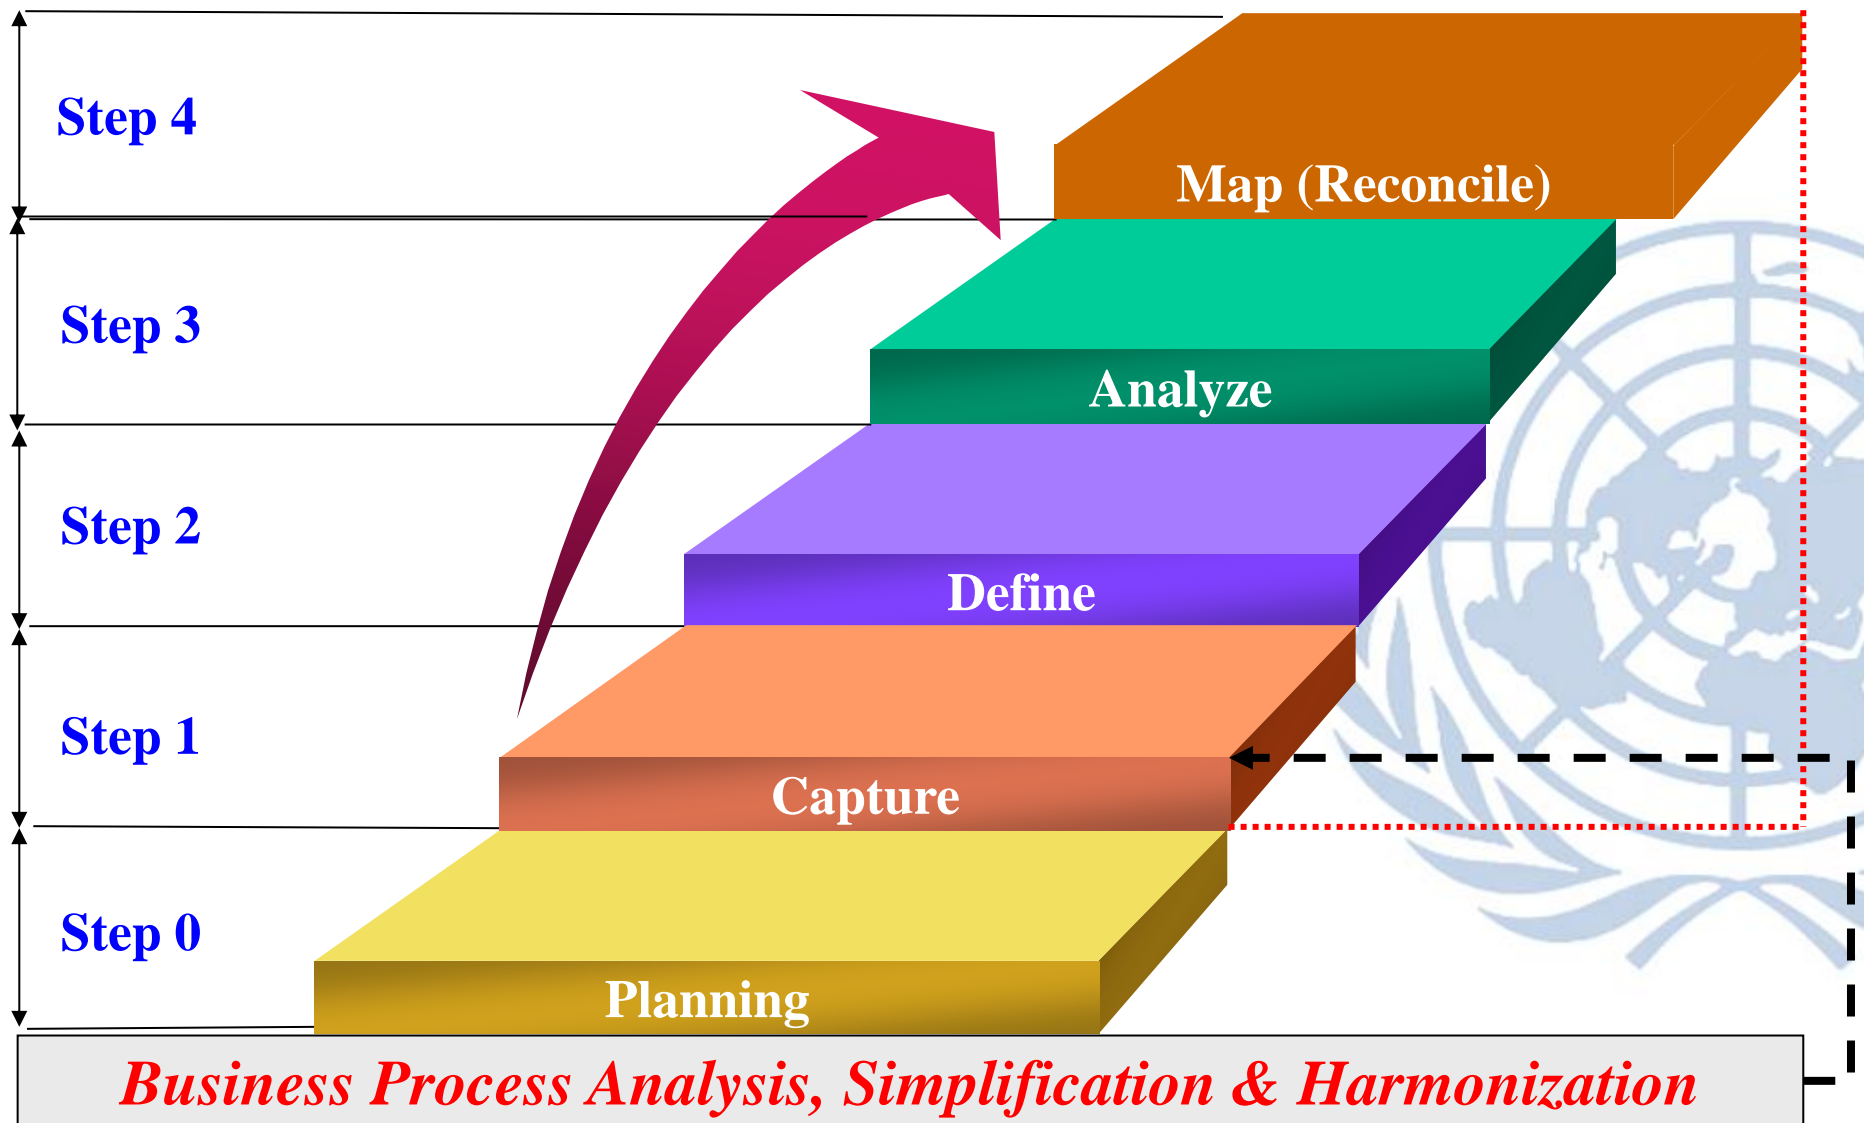 Step 4
Map (Reconcile)
Step 3
Analyze
Step 2
Define
Step 1
Capture
Step 0
Planning
Business Process Analysis, Simplification & Harmonization